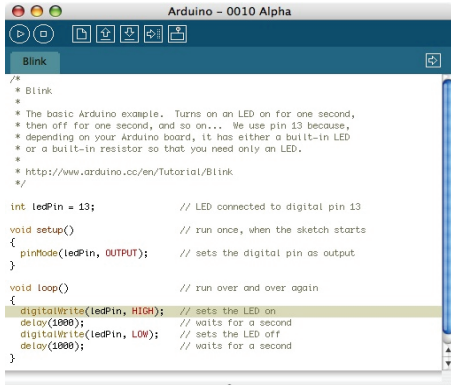 Arduino - 0010 Alpha
Blink
/*
 * Blink
 *
 * The basic Arduino example.  Turns on an LED on for one second,
 * then off for one second, and so on...  We use pin 13 because,
 * depending on your Arduino board, it has either a built-in LED
 * or a built-in resistor so that you need only an LED.
 *
 * http://www.arduino.cc/en/Tutorial/Blink
 */
int ledPin = 13;                // LED connected to digital pin 13
void setup()                    // run once, when the sketch starts
{
  pinMode(ledPin, OUTPUT);      // sets the digital pin as output
}
void loop()                     // run over and over again
{
  digitalWrite(ledPin, HIGH);   // sets the LED on
  delay(1000);                  // waits for a second
  digitalWrite(ledPin, LOW);    // sets the LED off
  delay(1000);                  // waits for a second
}